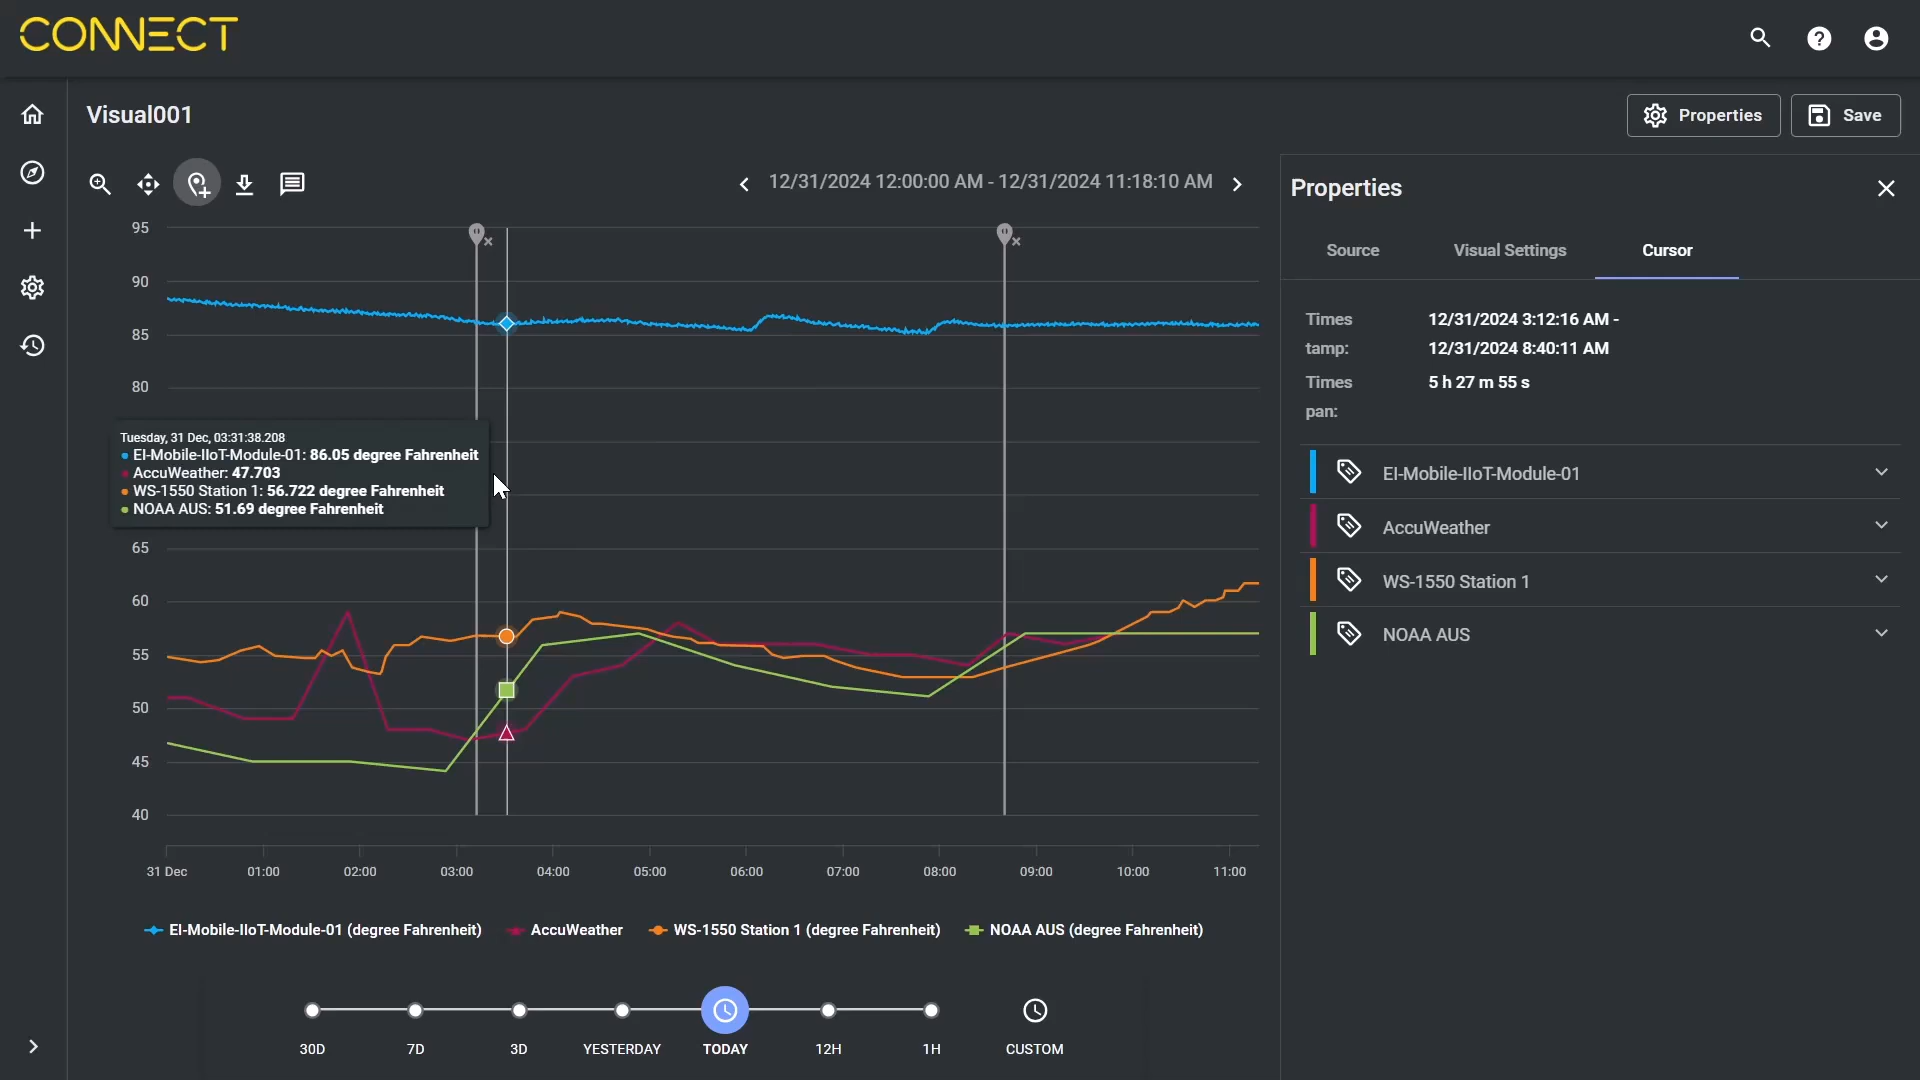 CONNECT
Visual001
Properties
Save
12/31/2024 12:00:00 AM - 12/31/2024 11:18:10 AM
Properties
Source
Visual Settings
Cursor
Times
tamp:
12/31/2024 3:12:16 AM -
12/31/2024 8:40:11 AM
Times
pan:
5 h 27 m 55 s
EI-Mobile-IIoT-Module-01
AccuWeather
WS-1550 Station 1
NOAA AUS
95
90
85
80
Tuesday, 31 Dec, 03:31:38.208
EI-Mobile-IIoT-Module-01: 86.05 degree Fahrenheit
AccuWeather: 47.703
WS-1550 Station 1: 56.722 degree Fahrenheit
NOAA AUS: 51.69 degree Fahrenheit
65
60
55
50
45
40
31 Dec
01:00
02:00
03:00
04:00
05:00
06:00
07:00
08:00
09:00
10:00
11:00
EI-Mobile-IIoT-Module-01 (degree Fahrenheit)
AccuWeather
WS-1550 Station 1 (degree Fahrenheit)
NOAA AUS (degree Fahrenheit)
30D
7D
3D
YESTERDAY
TODAY
12H
1H
CUSTOM